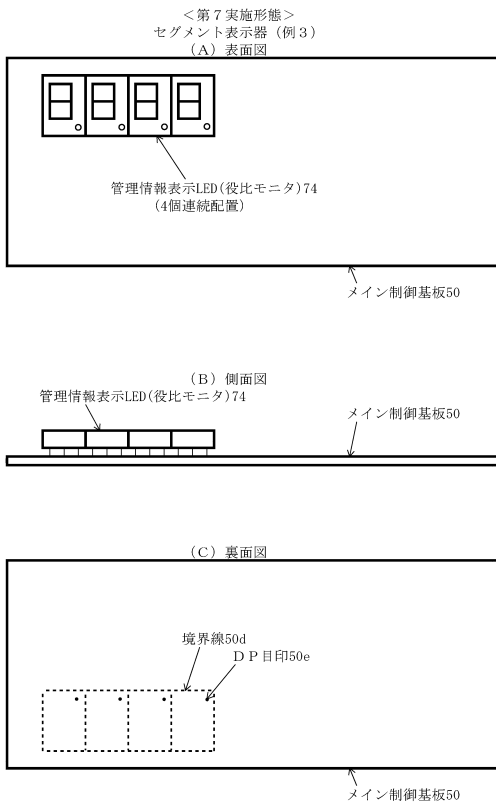 ＜第７実施形態＞
セグメント表示器（例３）
（Ａ）表面図
管理情報表示LED(役比モニタ)74
(4個連続配置)
メイン制御基板50
（Ｂ）側面図
管理情報表示LED(役比モニタ)74
メイン制御基板50
（Ｃ）裏面図
境界線50d
ＤＰ目印50e
メイン制御基板50